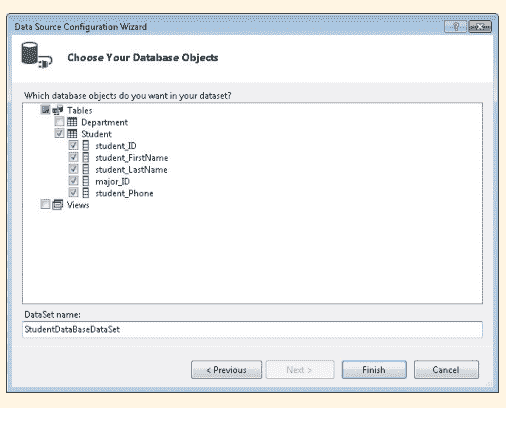 Data Source Configuration Wizard
Choose Your Database Objects
Which database objects do you want in your dataset?
Tables
Department
Student
student_ID
student_FirstName
student_LastName
major_ID
student_Phone
Views
DataSet name:
StudentDataBaseDataSet
< Previous
Next >
Finish
Cancel